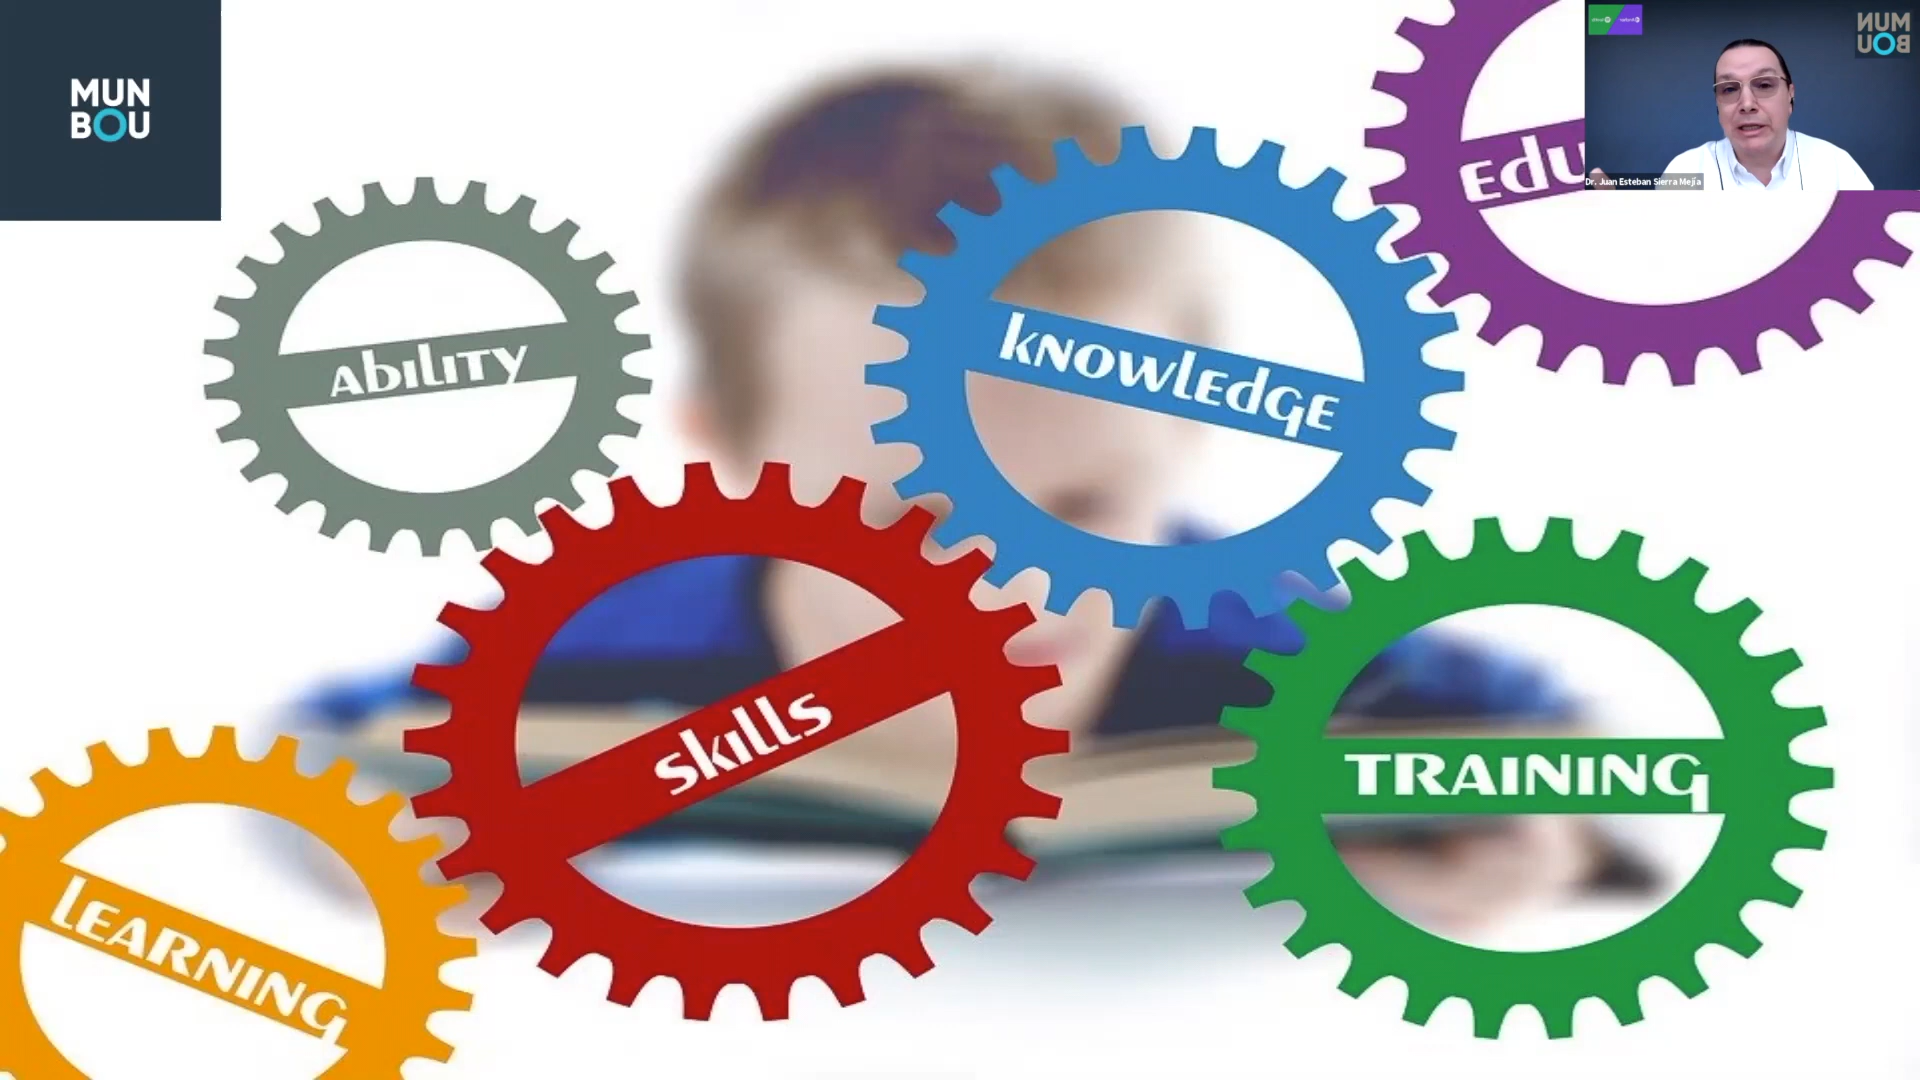 MUN
BOU
Edu
MUN
BOU
Dr. Juan Esteban Sierra Mejía
Ability
knowledge
skills
TRAINING
LEARNING